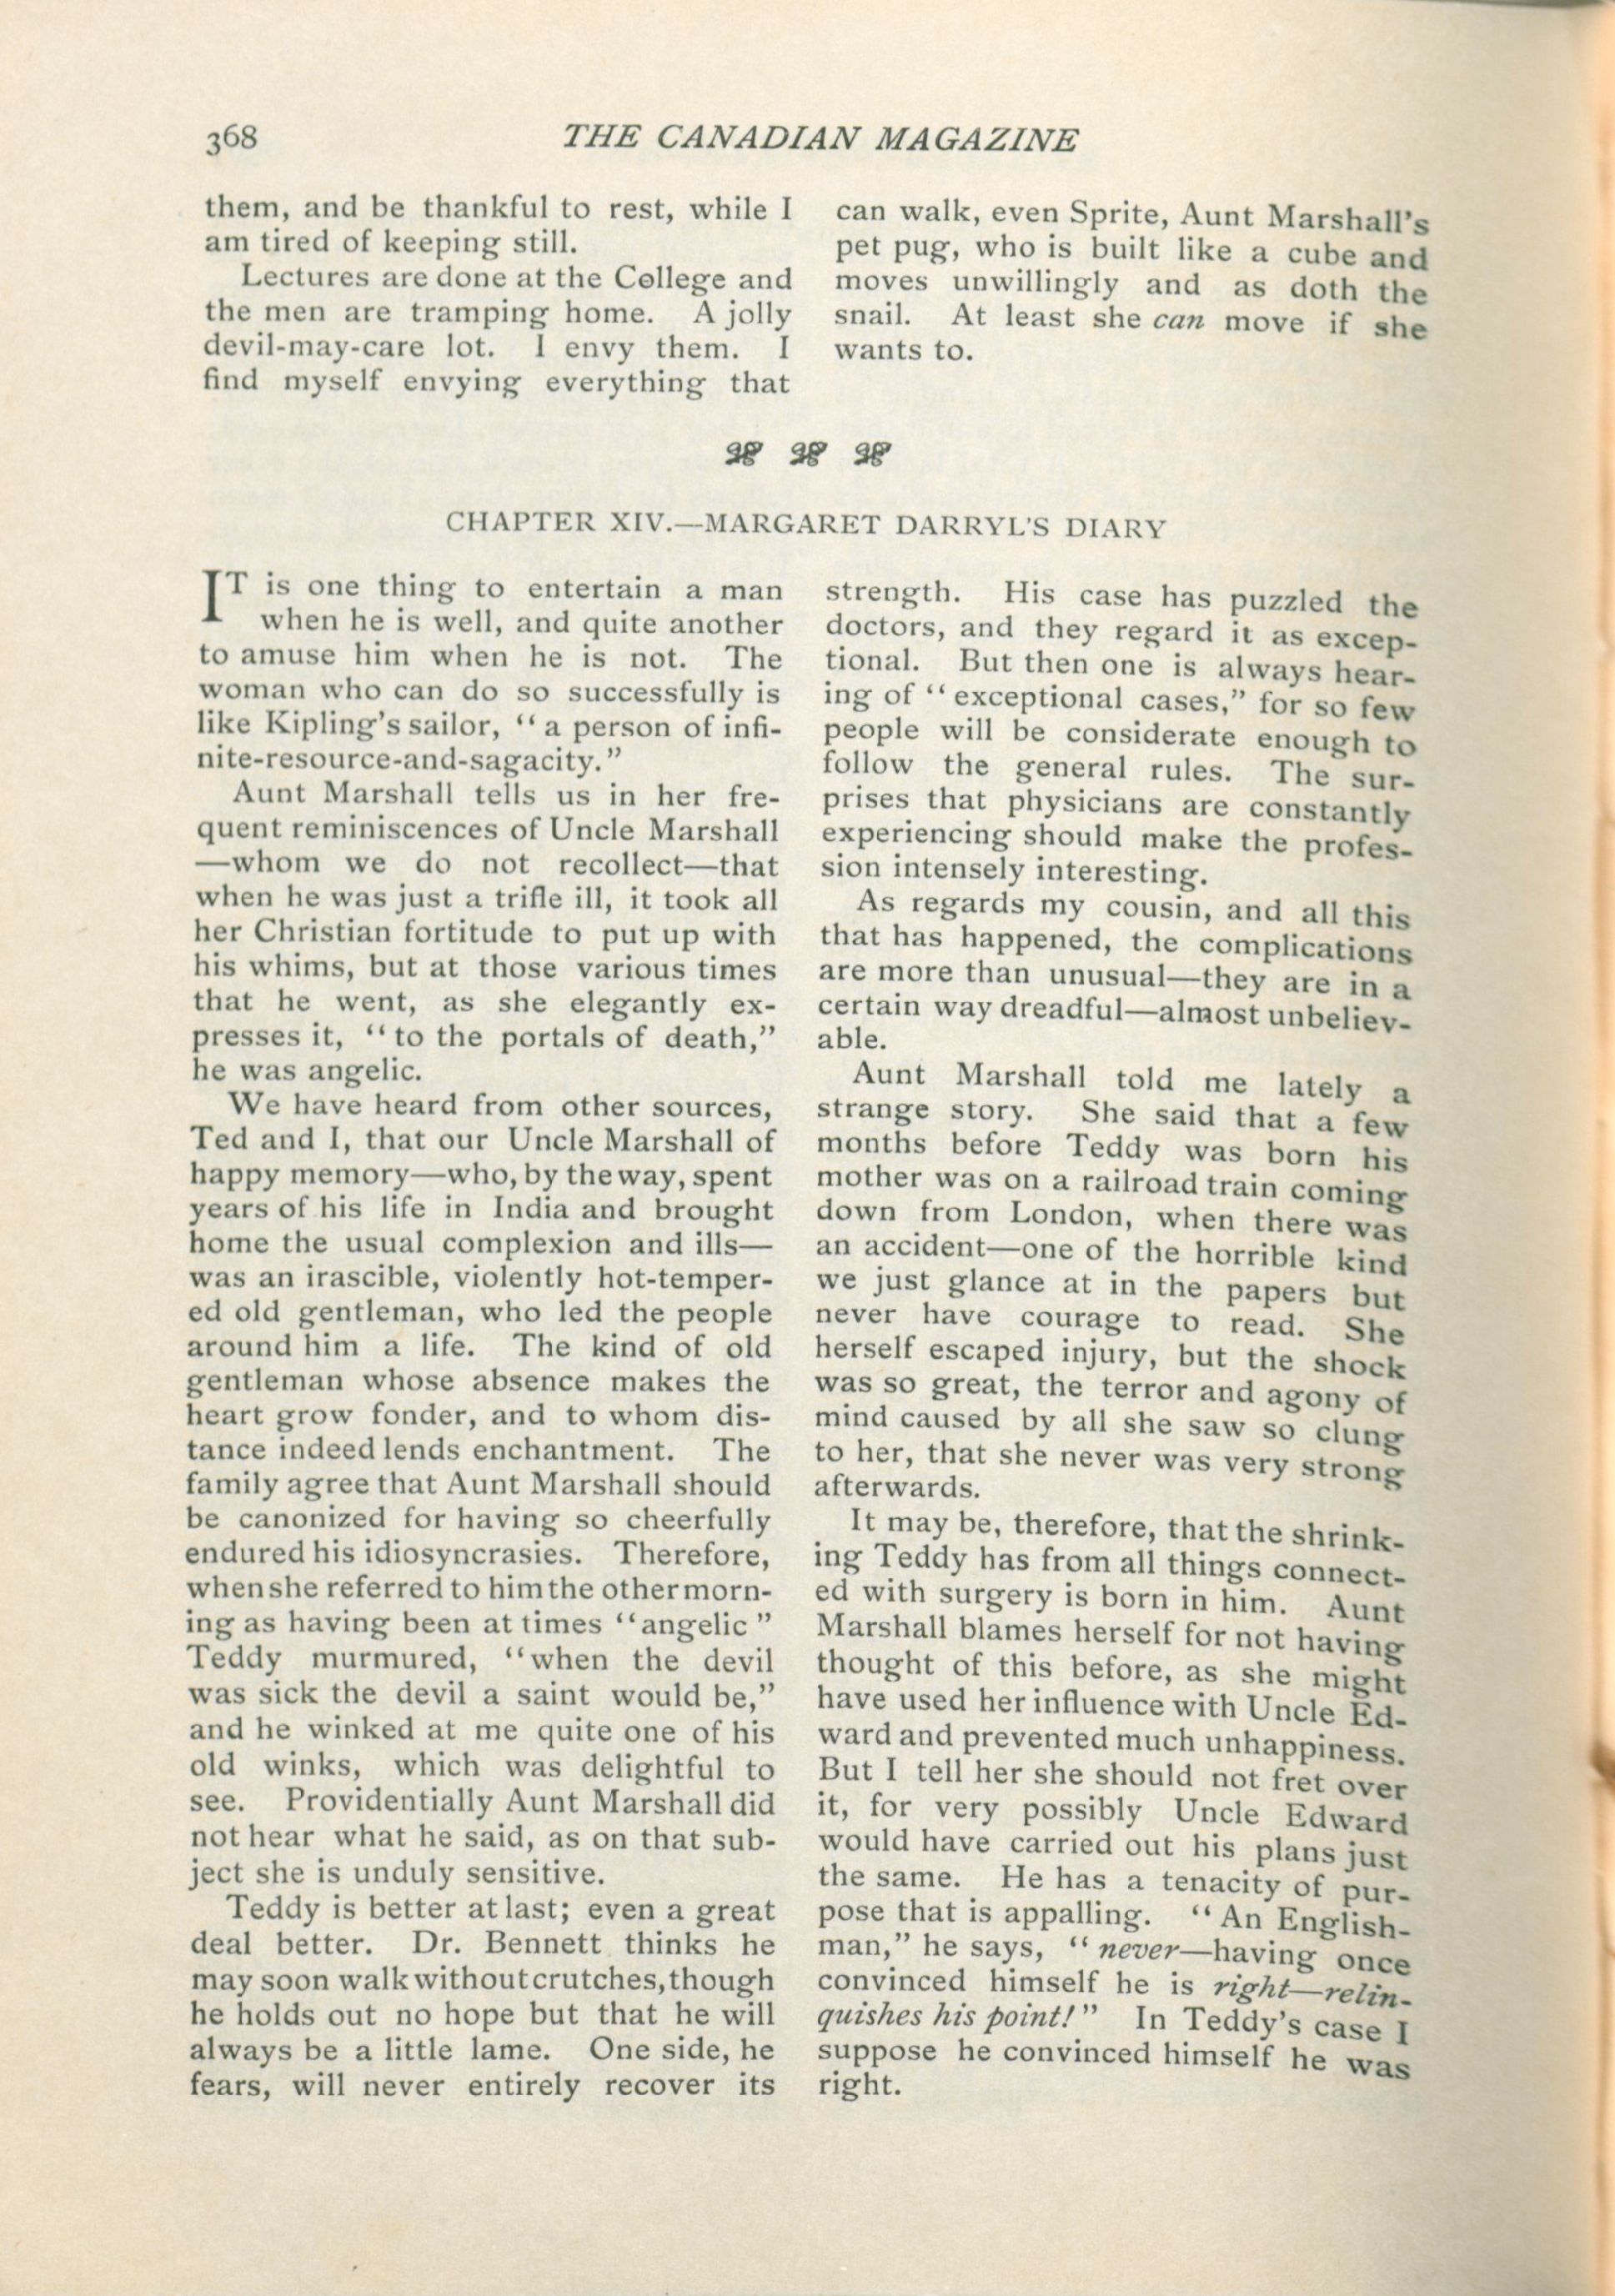 368
THE CANADIAN MAGAZINE
them, and be thankful to rest, while I
am tired of keeping still.
Lectures are done at the College and
the men are tramping home. A jolly
devil-may-care lot. I envy them. I
find myself envying everything that
can walk, even Sprite, Aunt Marshall's
pet pug, who is built like a cube and
moves unwillingly and as doth the
snail. At least she can move if she
wants to.
CHAPTER XIV.—MARGARET DARRYL'S DIARY
IT is one thing to entertain a man
when he is well, and quite another
to amuse him when he is not. The
woman who can do so successfully is
like Kipling's sailor, "a person of infi-
nite-resource-and-sagacity."
Aunt Marshall tells us in her fre-
quent reminiscences of Uncle Marshall
—whom we do not recollect—that
when he was just a trifle ill, it took all
her Christian fortitude to put up with
his whims, but at those various times
that he went, as she elegantly ex-
presses it, "to the portals of death,"
he was angelic.
We have heard from other sources,
Ted and I, that our Uncle Marshall of
happy memory—who, by the way, spent
years of his life in India and brought
home the usual complexion and ills—
was an irascible, violently hot-temper-
ed old gentleman, who led the people
around him a life. The kind of old
gentleman whose absence makes the
heart grow fonder, and to whom dis-
tance indeed lends enchantment. The
family agree that Aunt Marshall should
be canonized for having so cheerfully
endured his idiosyncrasies. Therefore,
when she referred to him the other morn-
ing as having been at times "angelic"
Teddy murmured, "when the devil
was sick the devil a saint would be,"
and he winked at me quite one of his
old winks, which was delightful to
see. Providentially Aunt Marshall did
not hear what he said, as on that sub-
ject she is unduly sensitive.
Teddy is better at last; even a great
deal better. Dr. Bennett thinks he
may soon walk without crutches, though
he holds out no hope but that he will
always be a little lame. One side, he
fears, will never entirely recover its
strength. His case has puzzled the
doctors, and they regard it as excep-
tional. But then one is always hear-
ing of "exceptional cases," for so few
people will be considerate enough to
follow the general rules. The sur-
prises that physicians are constantly
experiencing should make the profes-
sion intensely interesting.
As regards my cousin, and all this
that has happened, the complications
are more than unusual—they are in a
certain way dreadful—almost unbeliev-
able.
Aunt Marshall told me lately a
strange story. She said that a few
months before Teddy was born his
mother was on a railroad train coming
down from London, when there was
an accident—one of the horrible kind
we just glance at in the papers but
never have courage to read. She
herself escaped injury, but the shock
was so great, the terror and agony of
mind caused by all she saw so clung
to her, that she never was very strong
afterwards.
It may be, therefore, that the shrink-
ing Teddy has from all things connect-
ed with surgery is born in him. Aunt
Marshall blames herself for not having
thought of this before, as she might
have used her influence with Uncle Ed-
ward and prevented much unhappiness.
But I tell her she should not fret over
it, for very possibly Uncle Edward
would have carried out his plans just
the same. He has a tenacity of pur-
pose that is appalling. "An English-
man," he says, "never—having once
convinced himself he is right—relin-
quishes his point!" In Teddy's case I
suppose he convinced himself he was
right.